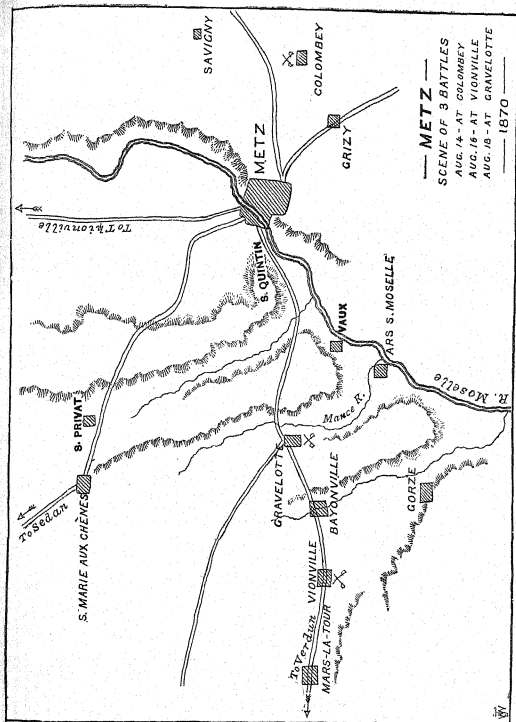 METZ
SCENE OF 3 BATTLES
AUG. 14 - AT COLOMBEY
AUG. 16 - AT VIONVILLE
AUG. 18 - AT GRAVELOTTE
1870
SAVIGNY
COLOMBEY
GRIZY
METZ
To Thionville
S. QUINTIN
VAUX
ARS S. MOSELLE
R. Moselle
Mance R.
S. PRIVAT
To Sedan
S. MARIE AUX CHÊNES
GRAVELOTTE
BAYONVILLE
GORZE
VIONVILLE
To Verdun
MARS-LA-TOUR